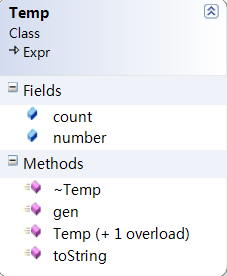 Temp
Class
Expr
Fields
count
number
Methods
~Temp
gen
Temp (+ 1 overload)
toString